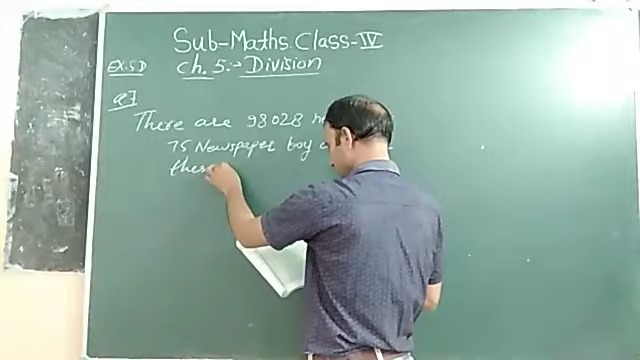 Sub-Maths. Class-IV
Ex.5D Ch. 5:- Division
Q7
There are 98028
75 Newspaper boy
these